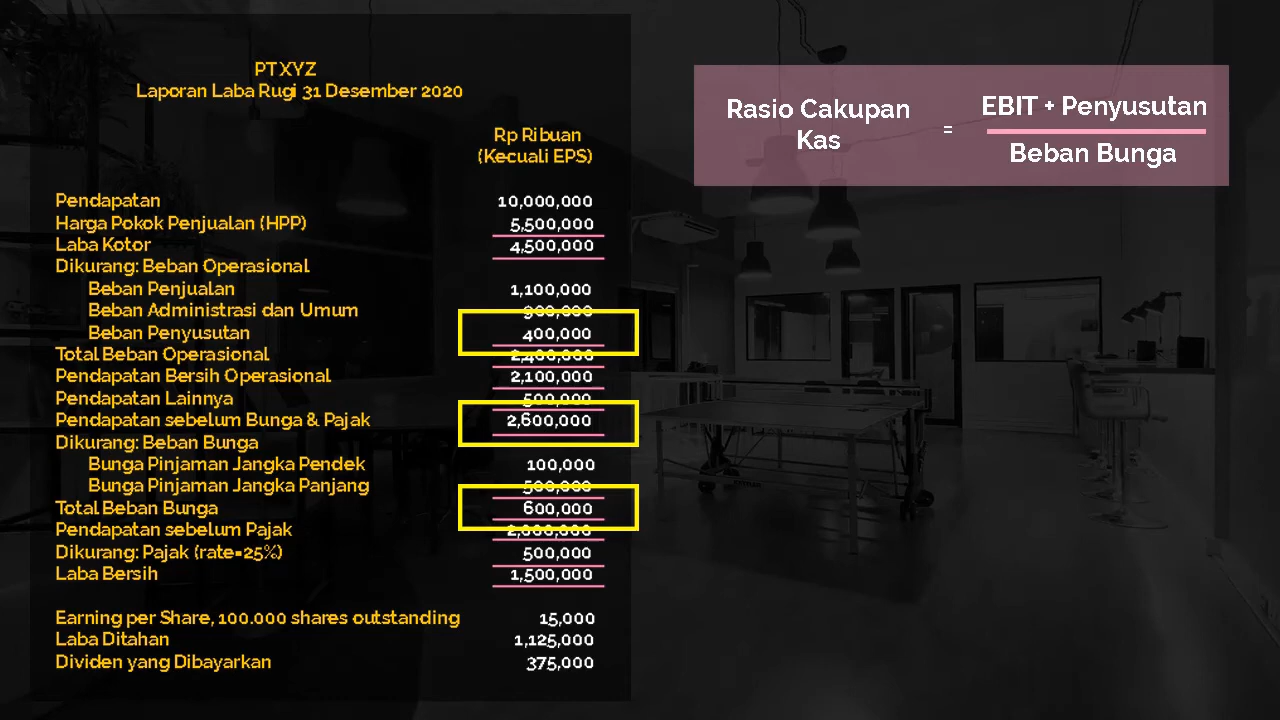 PT XYZ
Laporan Laba Rugi 31 Desember 2020
Rp Ribuan
(Kecuali EPS)
Pendapatan 10,000,000
Harga Pokok Penjualan (HPP) 5,500,000
Laba Kotor 4,500,000
Dikurang: Beban Operasional
Beban Penjualan 1,100,000
Beban Administrasi dan Umum 900,000
Beban Penyusutan 400,000
Total Beban Operasional 2,400,000
Pendapatan Bersih Operasional 2,100,000
Pendapatan Lainnya 500,000
Pendapatan sebelum Bunga & Pajak 2,600,000
Dikurang: Beban Bunga
Bunga Pinjaman Jangka Pendek 100,000
Bunga Pinjaman Jangka Panjang 500,000
Total Beban Bunga 600,000
Pendapatan sebelum Pajak 2,000,000
Dikurang: Pajak (rate=25%) 500,000
Laba Bersih 1,500,000
Earning per Share, 100.000 shares outstanding 15,000
Laba Ditahan 1,125,000
Dividen yang Dibayarkan 375,000
Rasio Cakupan
Kas
=
EBIT + Penyusutan
Beban Bunga